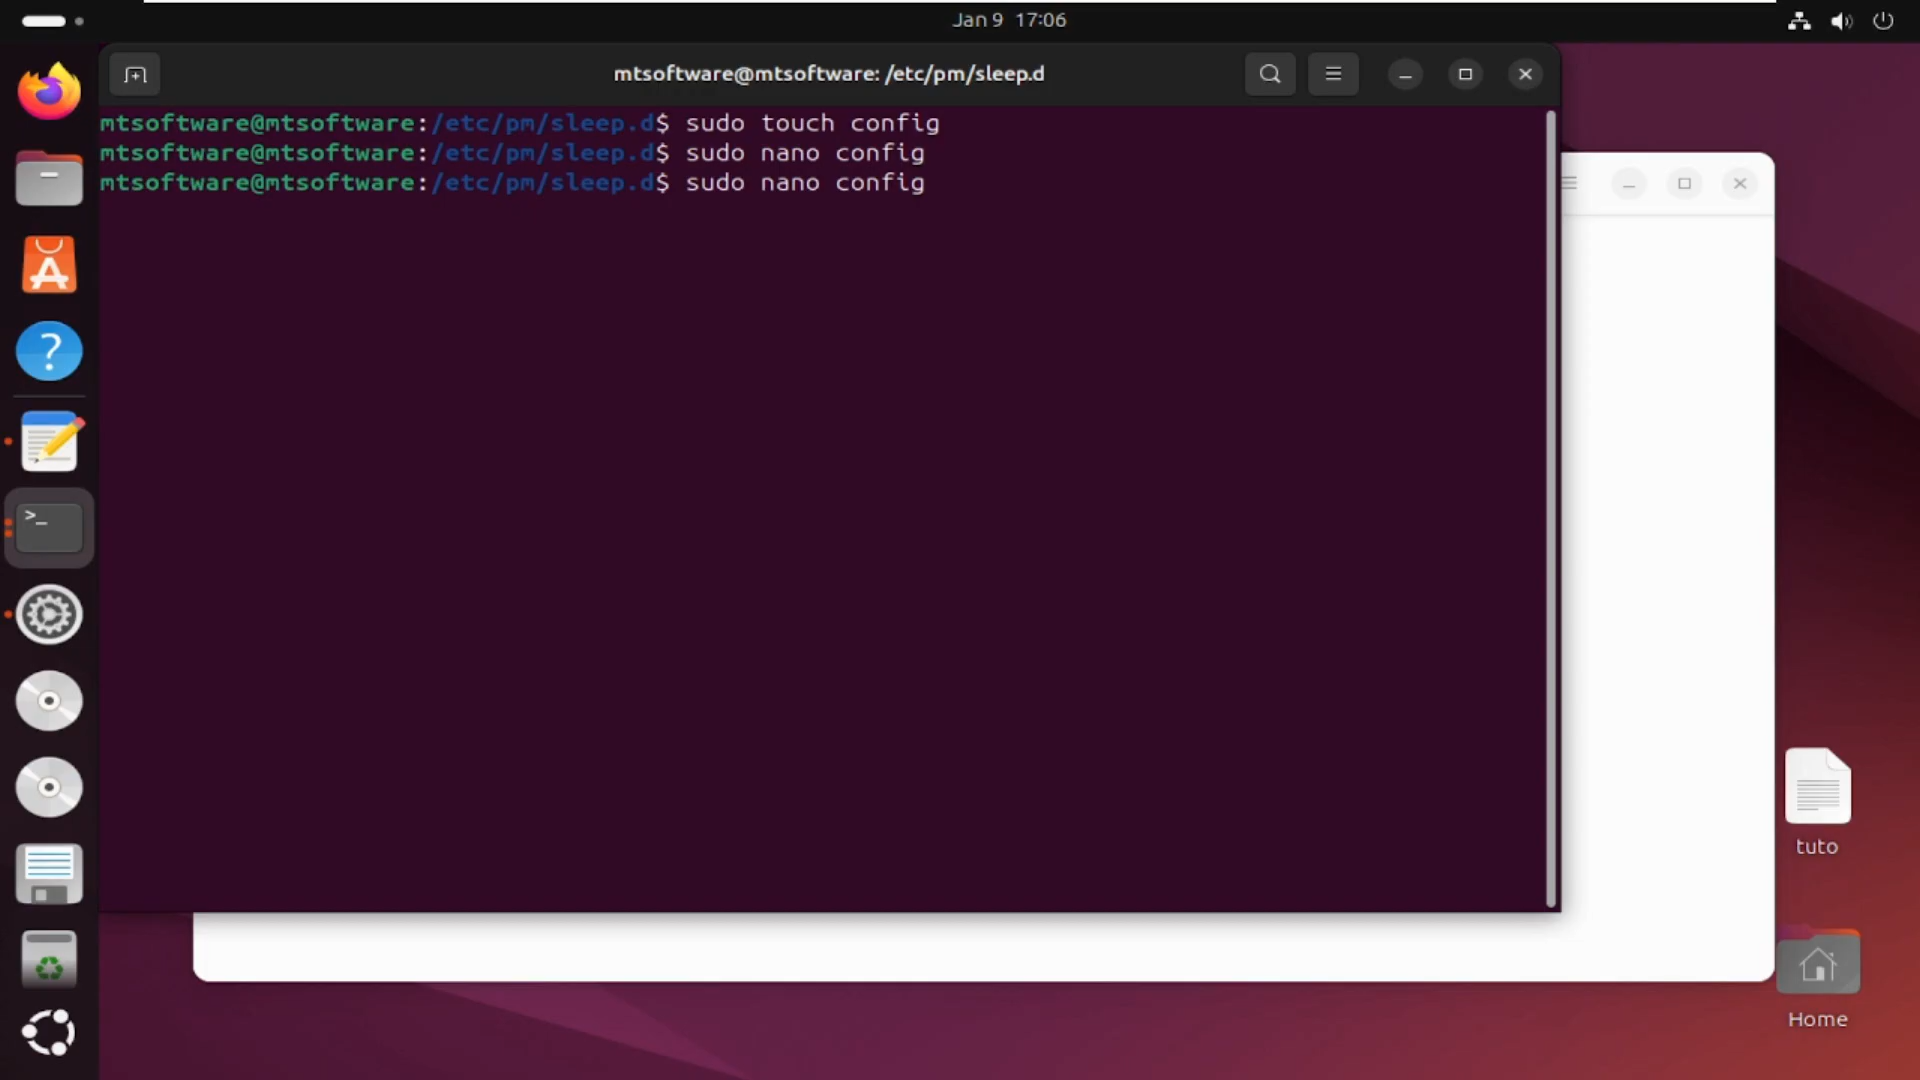 Jan 9 17:06
mtsoftware@mtsoftware: /etc/pm/sleep.d
mtsoftware@mtsoftware:/etc/pm/sleep.d$ sudo touch config
mtsoftware@mtsoftware:/etc/pm/sleep.d$ sudo nano config
mtsoftware@mtsoftware:/etc/pm/sleep.d$ sudo nano config
tuto
Home